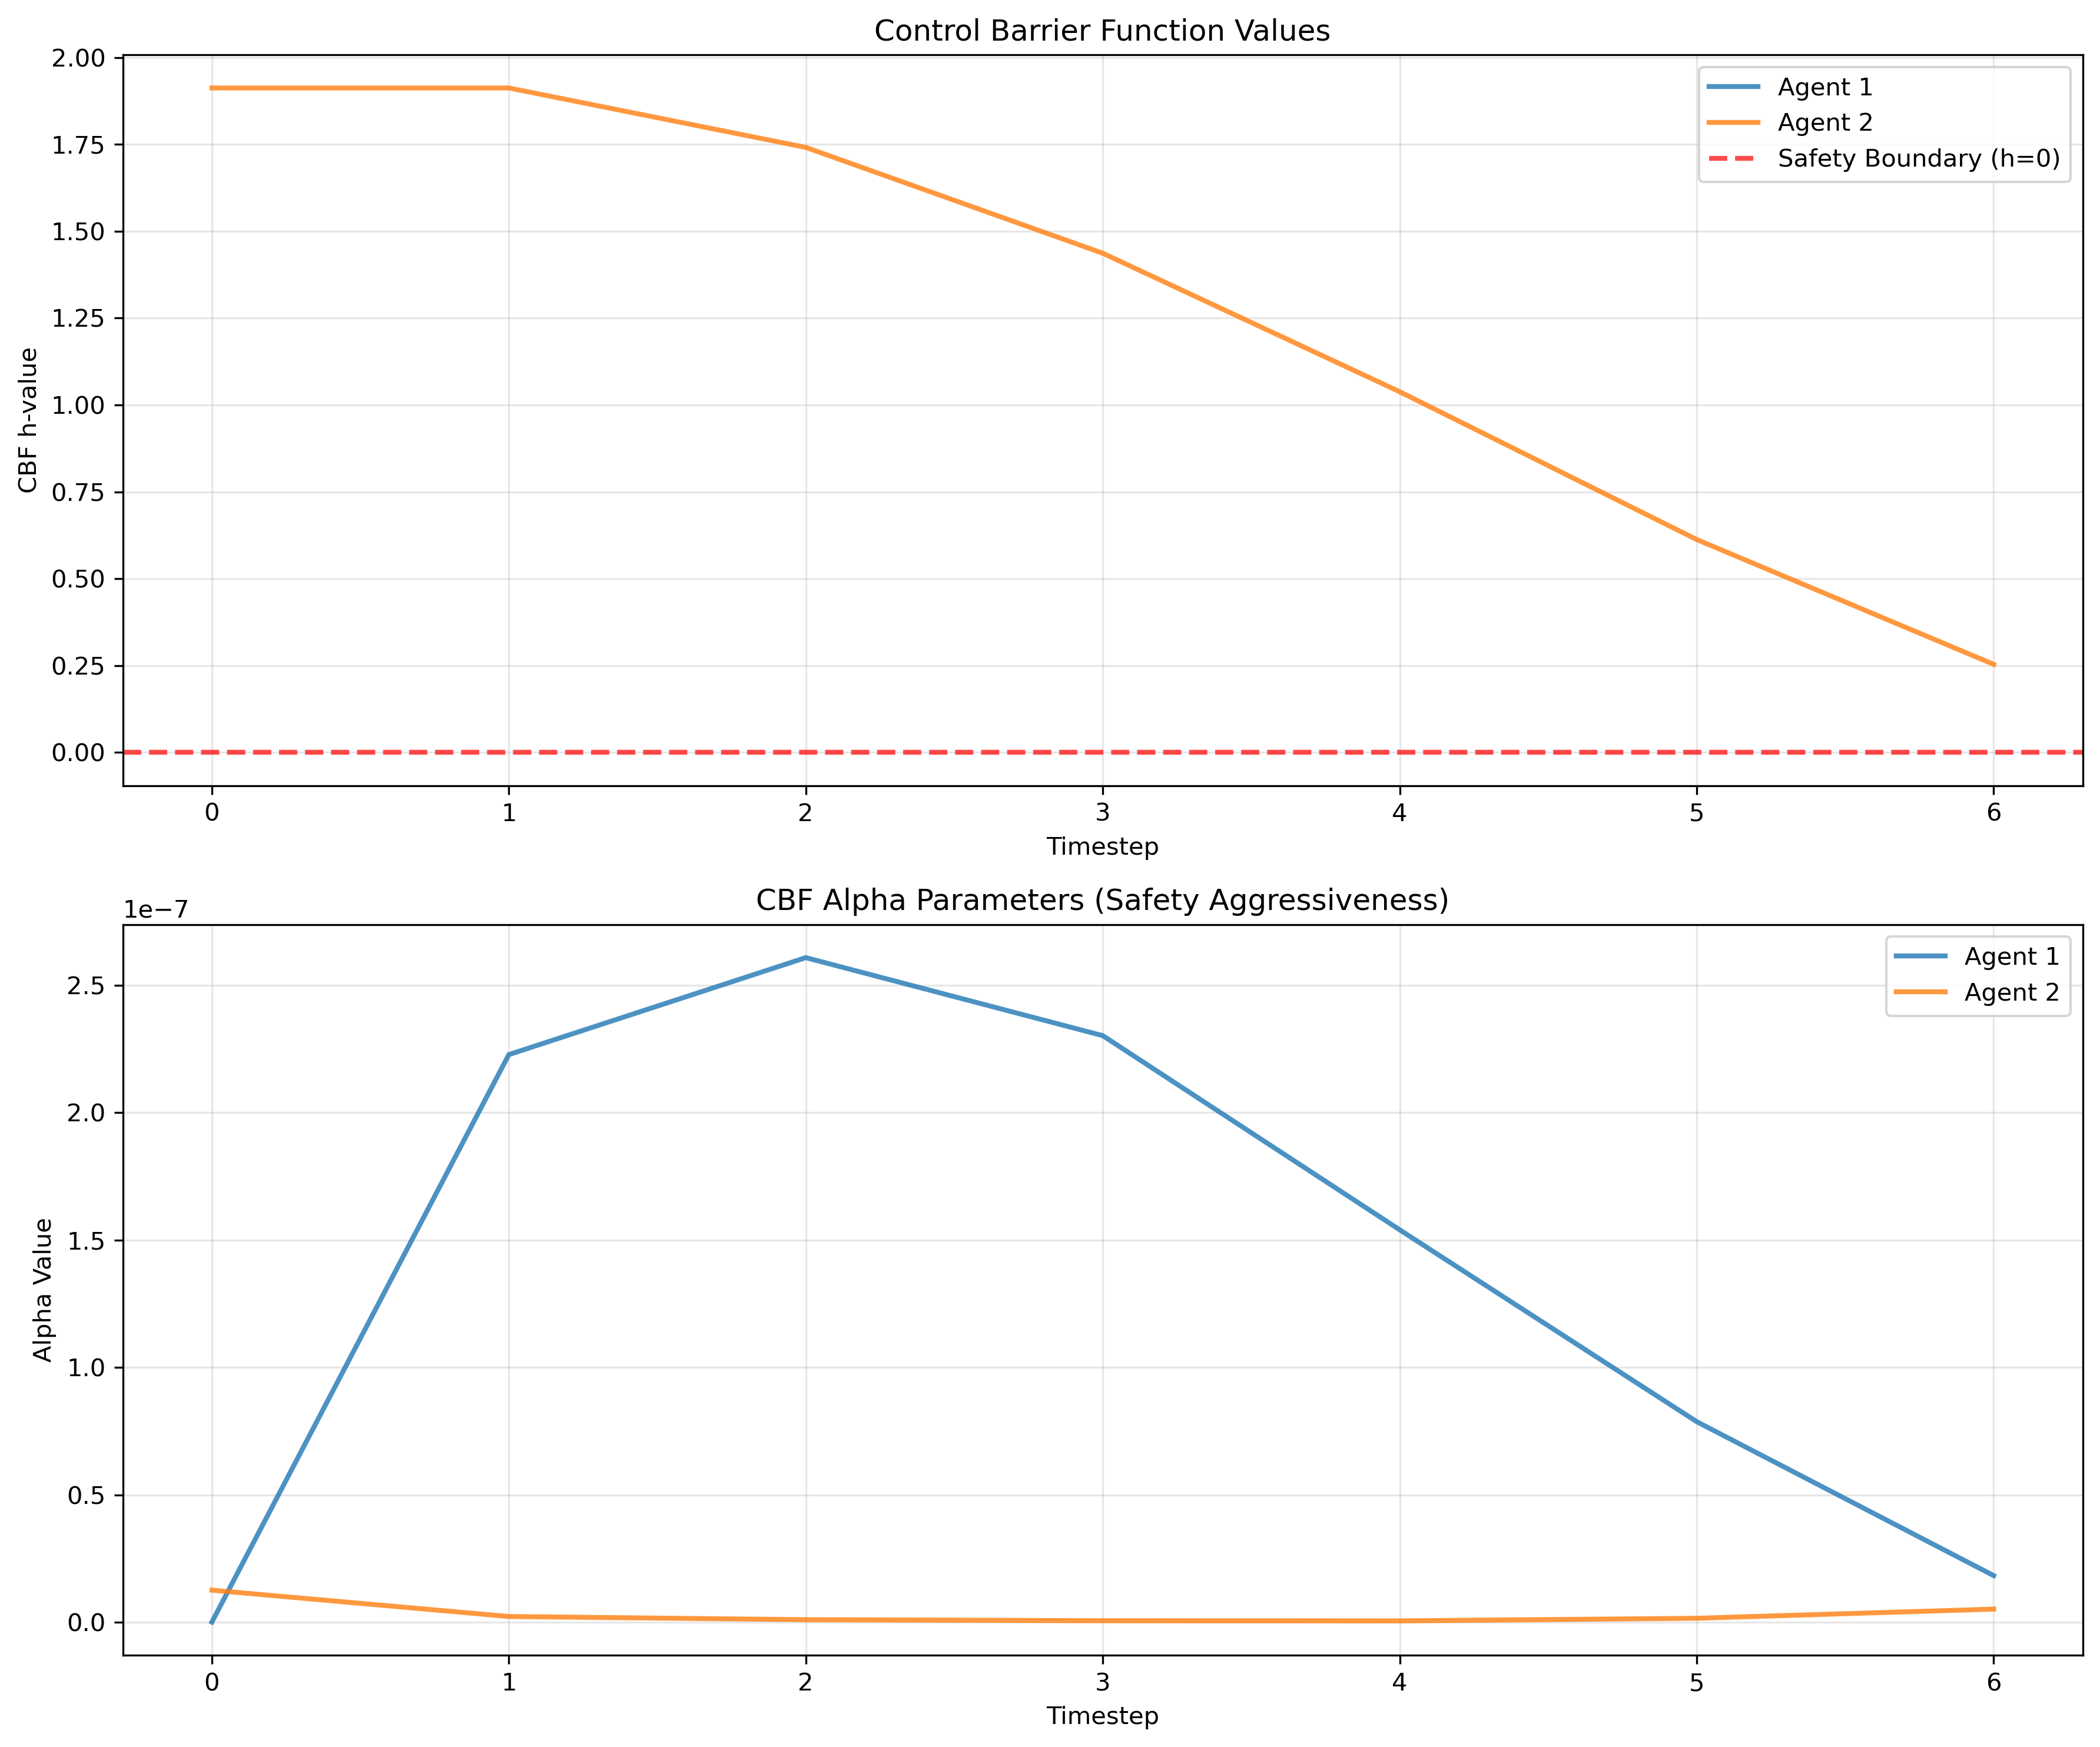 Control Barrier Function Values
2.00
1.75
1.50
1.25
1.00
0.75
0.50
0.25
0.00
CBF h-value
Agent 1
Agent 2
Safety Boundary (h=0)
0 1 2 3 4 5 6
Timestep
CBF Alpha Parameters (Safety Aggressiveness)
1e−7
2.5
2.0
1.5
1.0
0.5
0.0
Alpha Value
Agent 1
Agent 2
0 1 2 3 4 5 6
Timestep